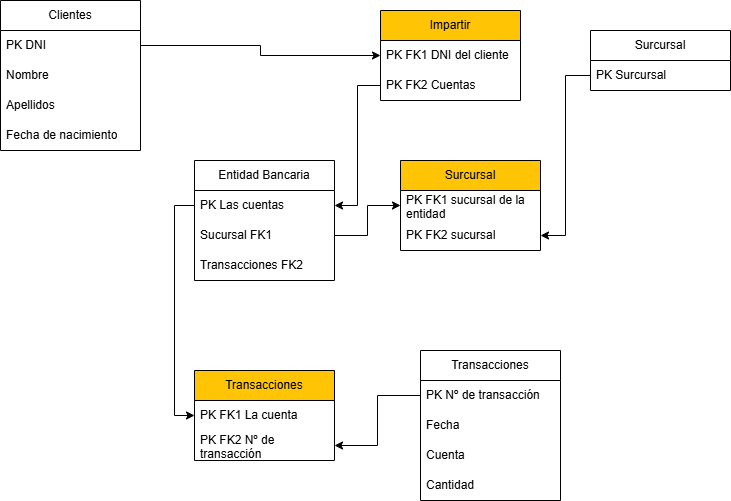 Clientes
PK DNI
Nombre
Apellidos
Fecha de nacimiento
Impartir
PK FK1 DNI del cliente
PK FK2 Cuentas
Surcursal
PK Surcursal
Entidad Bancaria
PK Las cuentas
Sucursal FK1
Transacciones FK2
Surcursal
PK FK1 sucursal de la
entidad
PK FK2 sucursal
Transacciones
PK FK1 La cuenta
PK FK2 Nº de
transacción
Transacciones
PK Nº de transacción
Fecha
Cuenta
Cantidad